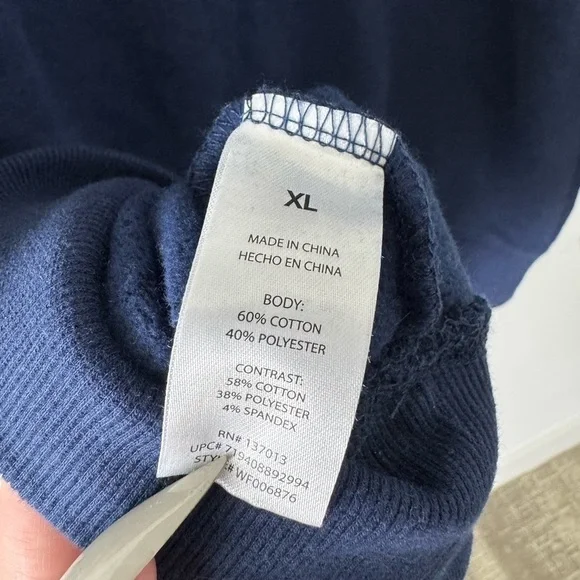 XL
MADE IN CHINA
HECHO EN CHINA
BODY:
60% COTTON
40% POLYESTER
CONTRAST:
58% COTTON
38% POLYESTER
4% SPANDEX
RN# 137013
UPC# 719408892994
# WF006876